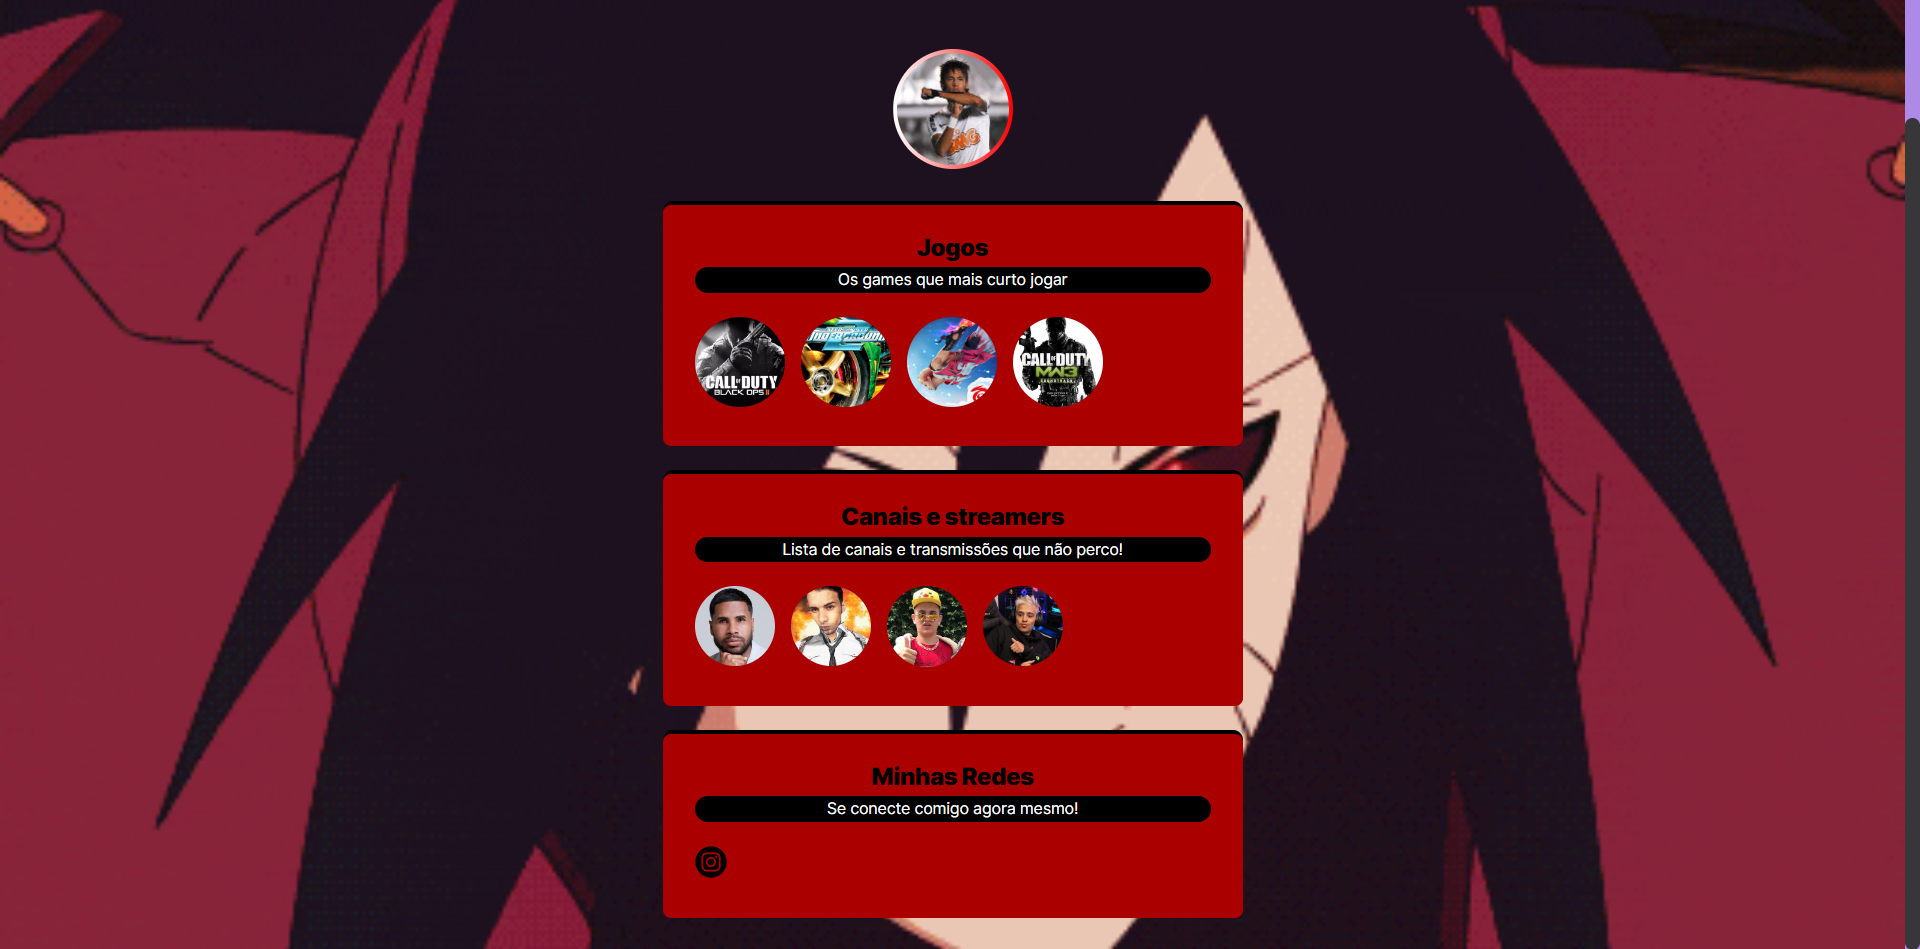 Jogos
Os games que mais curto jogar
CALL OF DUTY
BLACK OPS II
CALL OF DUTY
MW3
Canais e streamers
Lista de canais e transmissões que não perco!
Minhas Redes
Se conecte comigo agora mesmo!